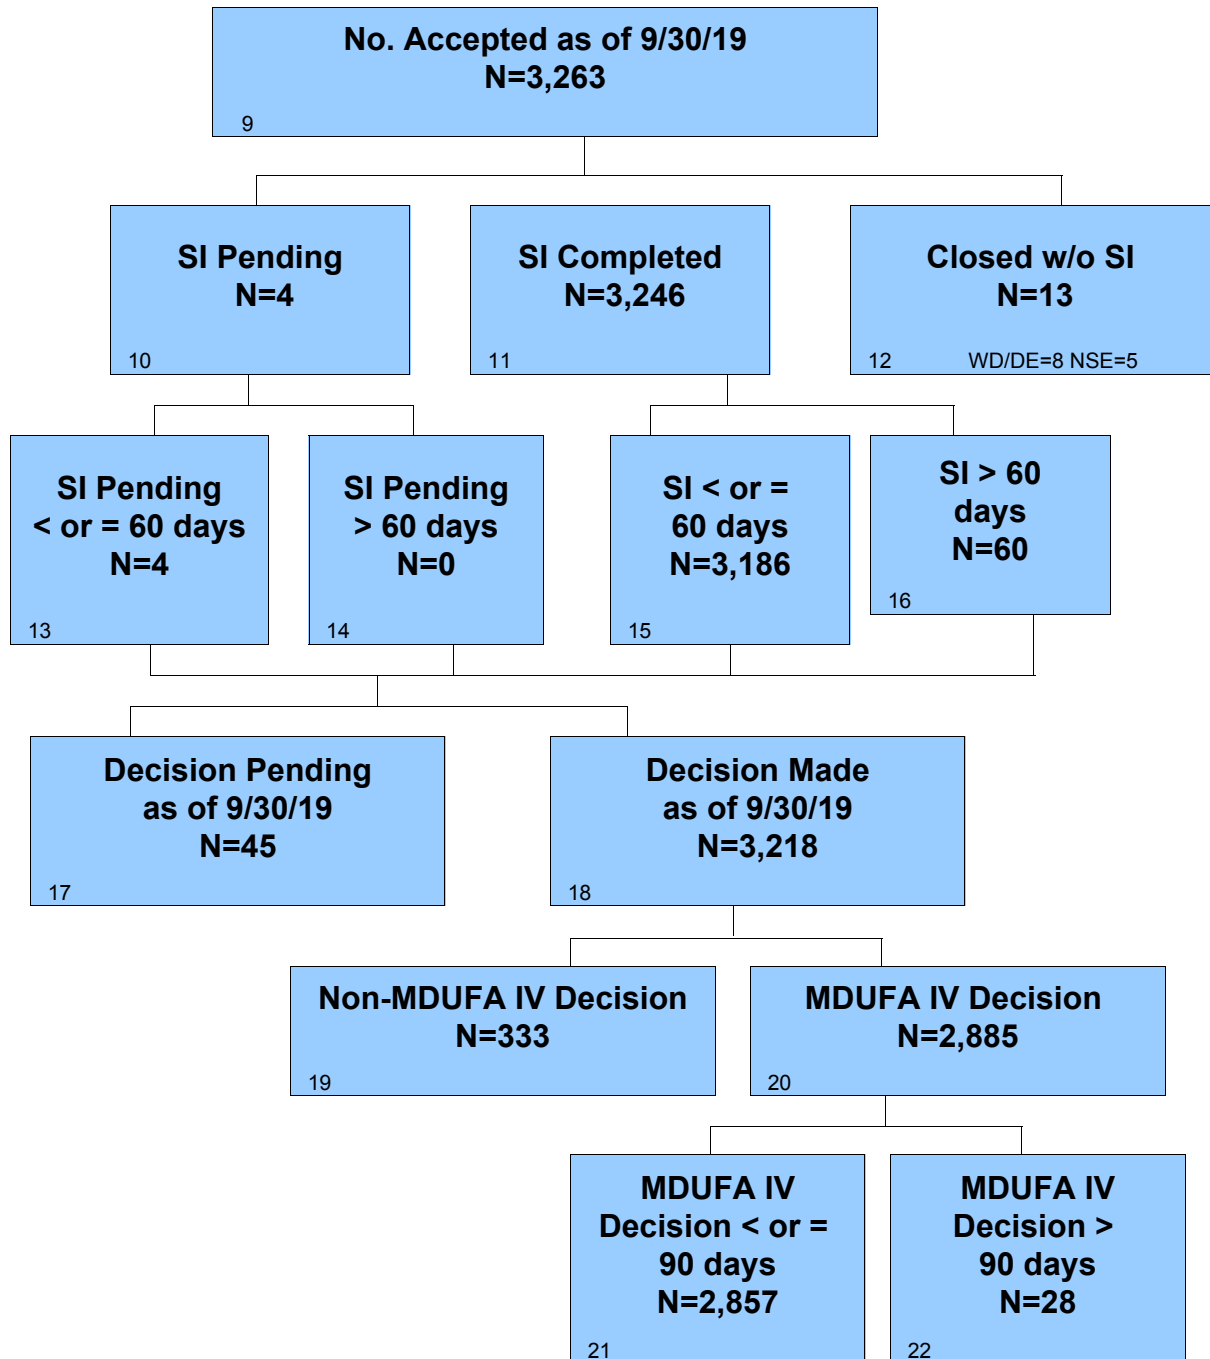 No. Accepted as of 9/30/19
N=3,263
9
SI Pending
N=4
10
SI Completed
N=3,246
11
Closed w/o SI
N=13
12 WD/DE=8 NSE=5
SI Pending
< or = 60 days
N=4
13
SI Pending
> 60 days
N=0
14
SI < or =
60 days
N=3,186
15
SI > 60
days
N=60
16
Decision Pending
as of 9/30/19
N=45
17
Decision Made
as of 9/30/19
N=3,218
18
Non-MDUFA IV Decision
N=333
19
MDUFA IV Decision
N=2,885
20
MDUFA IV
Decision < or =
90 days
N=2,857
21
MDUFA IV
Decision >
90 days
N=28
22